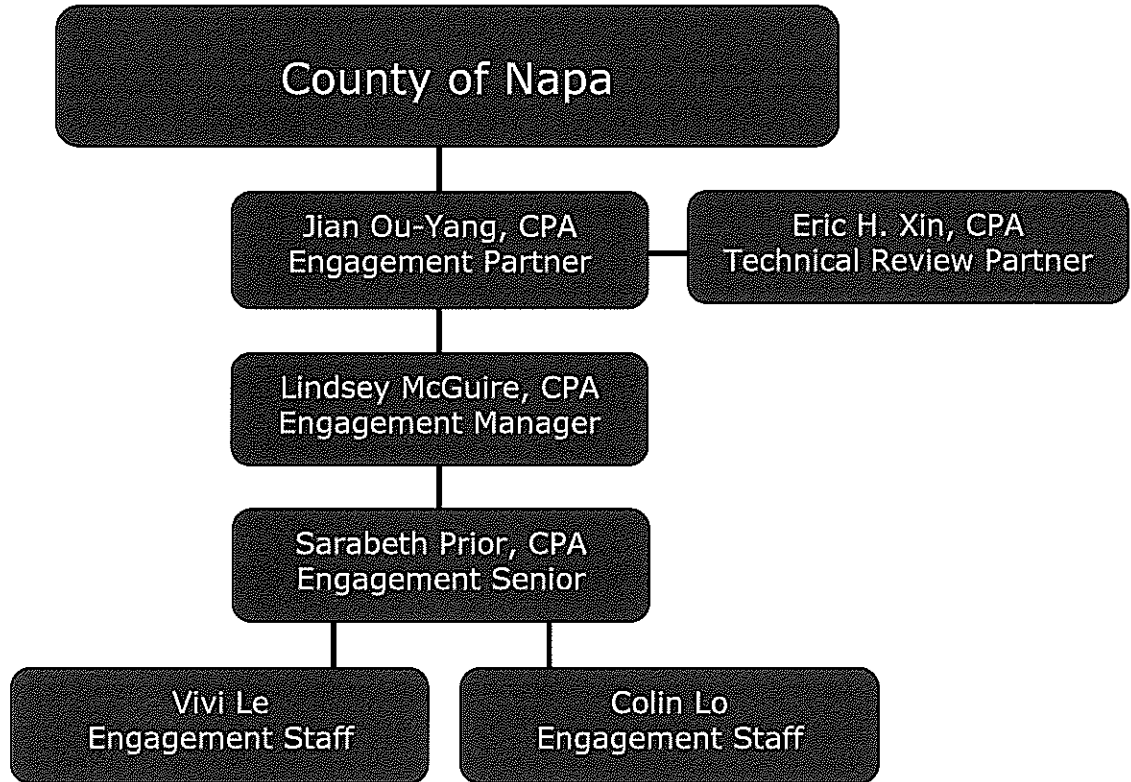 County of Napa
Jian Ou-Yang, CPA
Engagement Partner
Eric H. Xin, CPA
Technical Review Partner
Lindsey McGuire, CPA
Engagement Manager
Sarabeth Prior, CPA
Engagement Senior
Vivi Le
Engagement Staff
Colin Lo
Engagement Staff